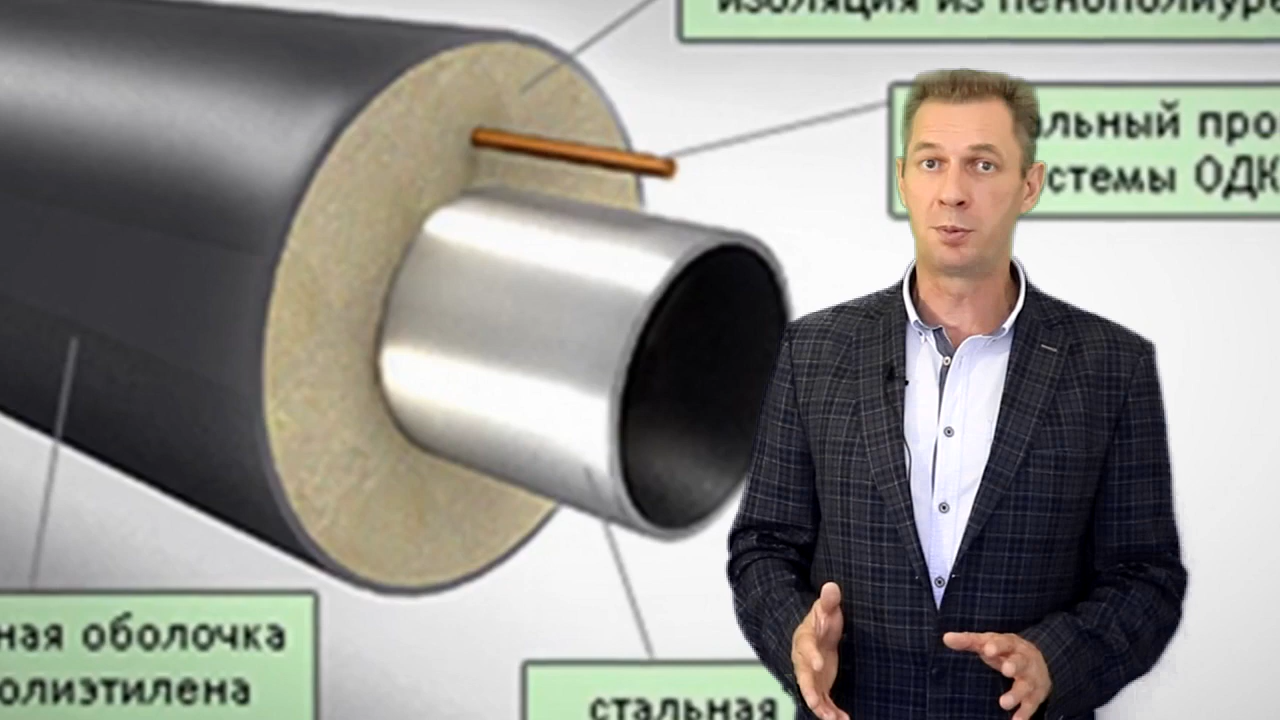 изоляция из пенополиуре
альный про
стемы ОДК
ная оболочка
олиэтилена
стальная